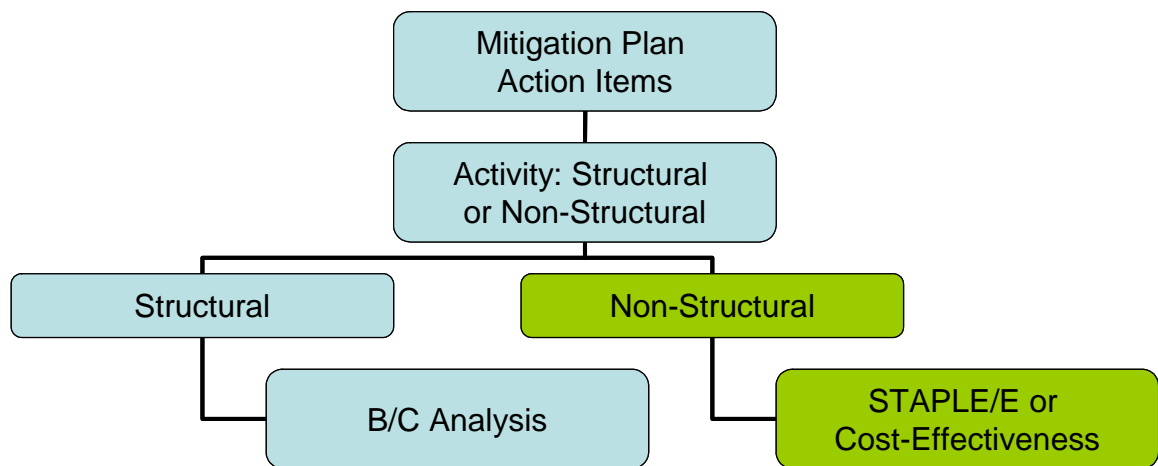 Mitigation Plan
Action Items
Activity: Structural
or Non-Structural
Structural
Non-Structural
B/C Analysis
STAPLE/E or
Cost-Effectiveness